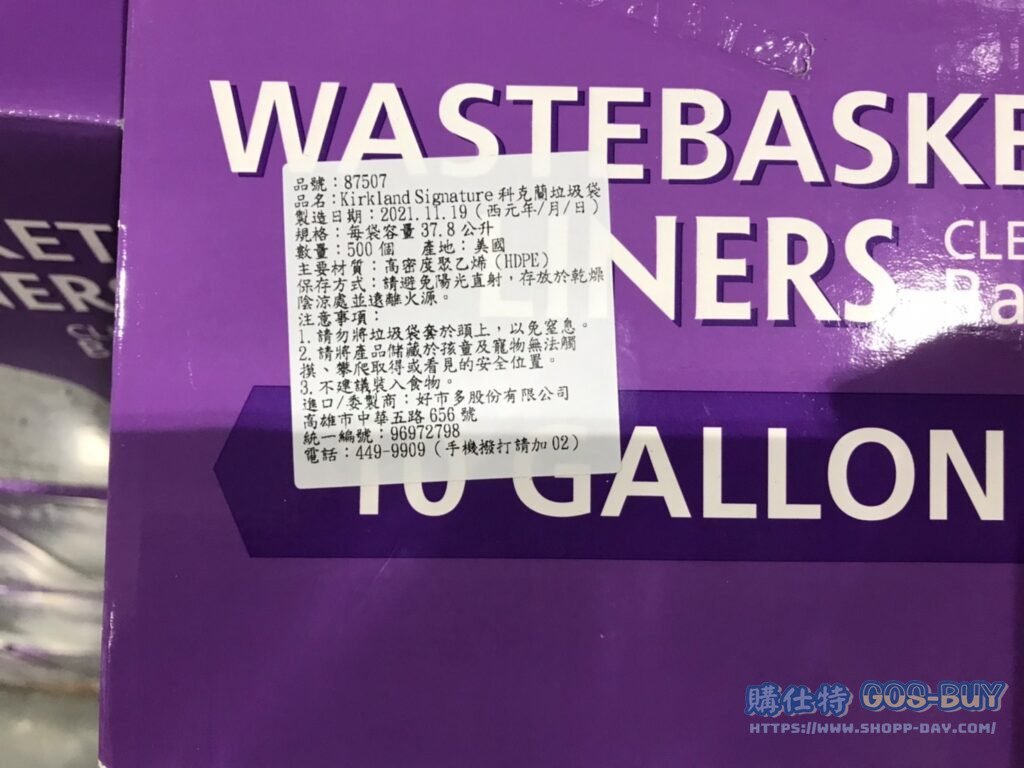 WASTEBASKE
LINERS
CLE
Ba
品號：87507
品名：Kirkland Signature 科克蘭垃圾袋
製造日期：2021.11.19（西元年/月/日）
規格：每袋容量 37.8 公升
數量：500 個　產地：美國
主要材質：高密度聚乙烯（HDPE）
保存方式：請避免陽光直射，存放於乾燥
陰涼處並遠離火源。
注意事項：
1. 請勿將垃圾袋套於頭上，以免窒息。
2. 請將產品儲藏於孩童及寵物無法觸
摸、攀爬取得或看見的安全位置。
3. 不建議裝入食物。
進口/委製商：好市多股份有限公司
高雄市中華五路 656 號
統一編號：96972798
電話：449-9909（手機撥打請加 02）
10 GALLON
KET
NERS
購仕特 GOS-BUY
HTTPS://WWW.SHOPP-DAY.COM/